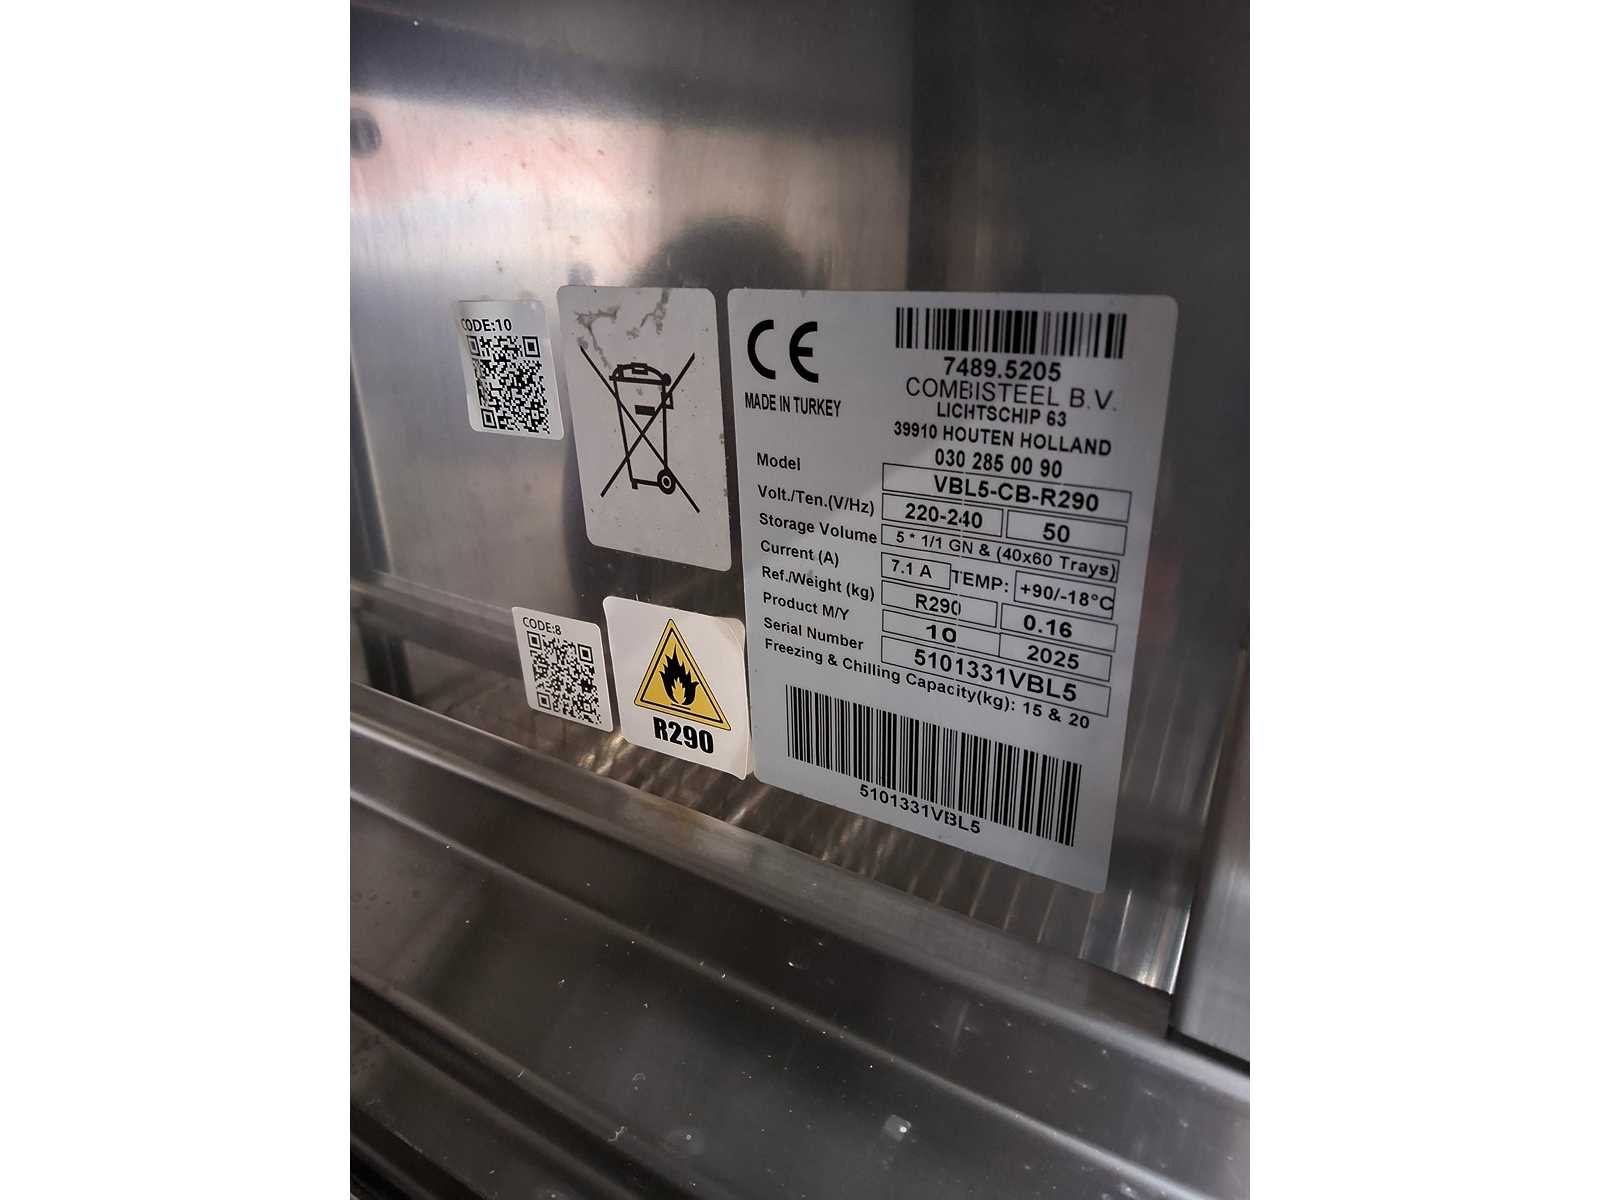 CODE:10
CE
MADE IN TURKEY
7489.5205
COMBISTEEL B.V.
LICHTSCHIP 63
39910 HOUTEN HOLLAND
030 285 00 90
Model VBL5-CB-R290
Volt./Ten.(V/Hz) 220-240 50
Storage Volume 5 * 1/1 GN & (40x60 Trays)
Current (A) 7.1 A TEMP: +90/-18°C
Ref./Weight (kg) R290 0.16
Product M/Y 10 2025
Serial Number 5101331VBL5
Freezing & Chilling Capacity(kg): 15 & 20
5101331VBL5
CODE:8
R290